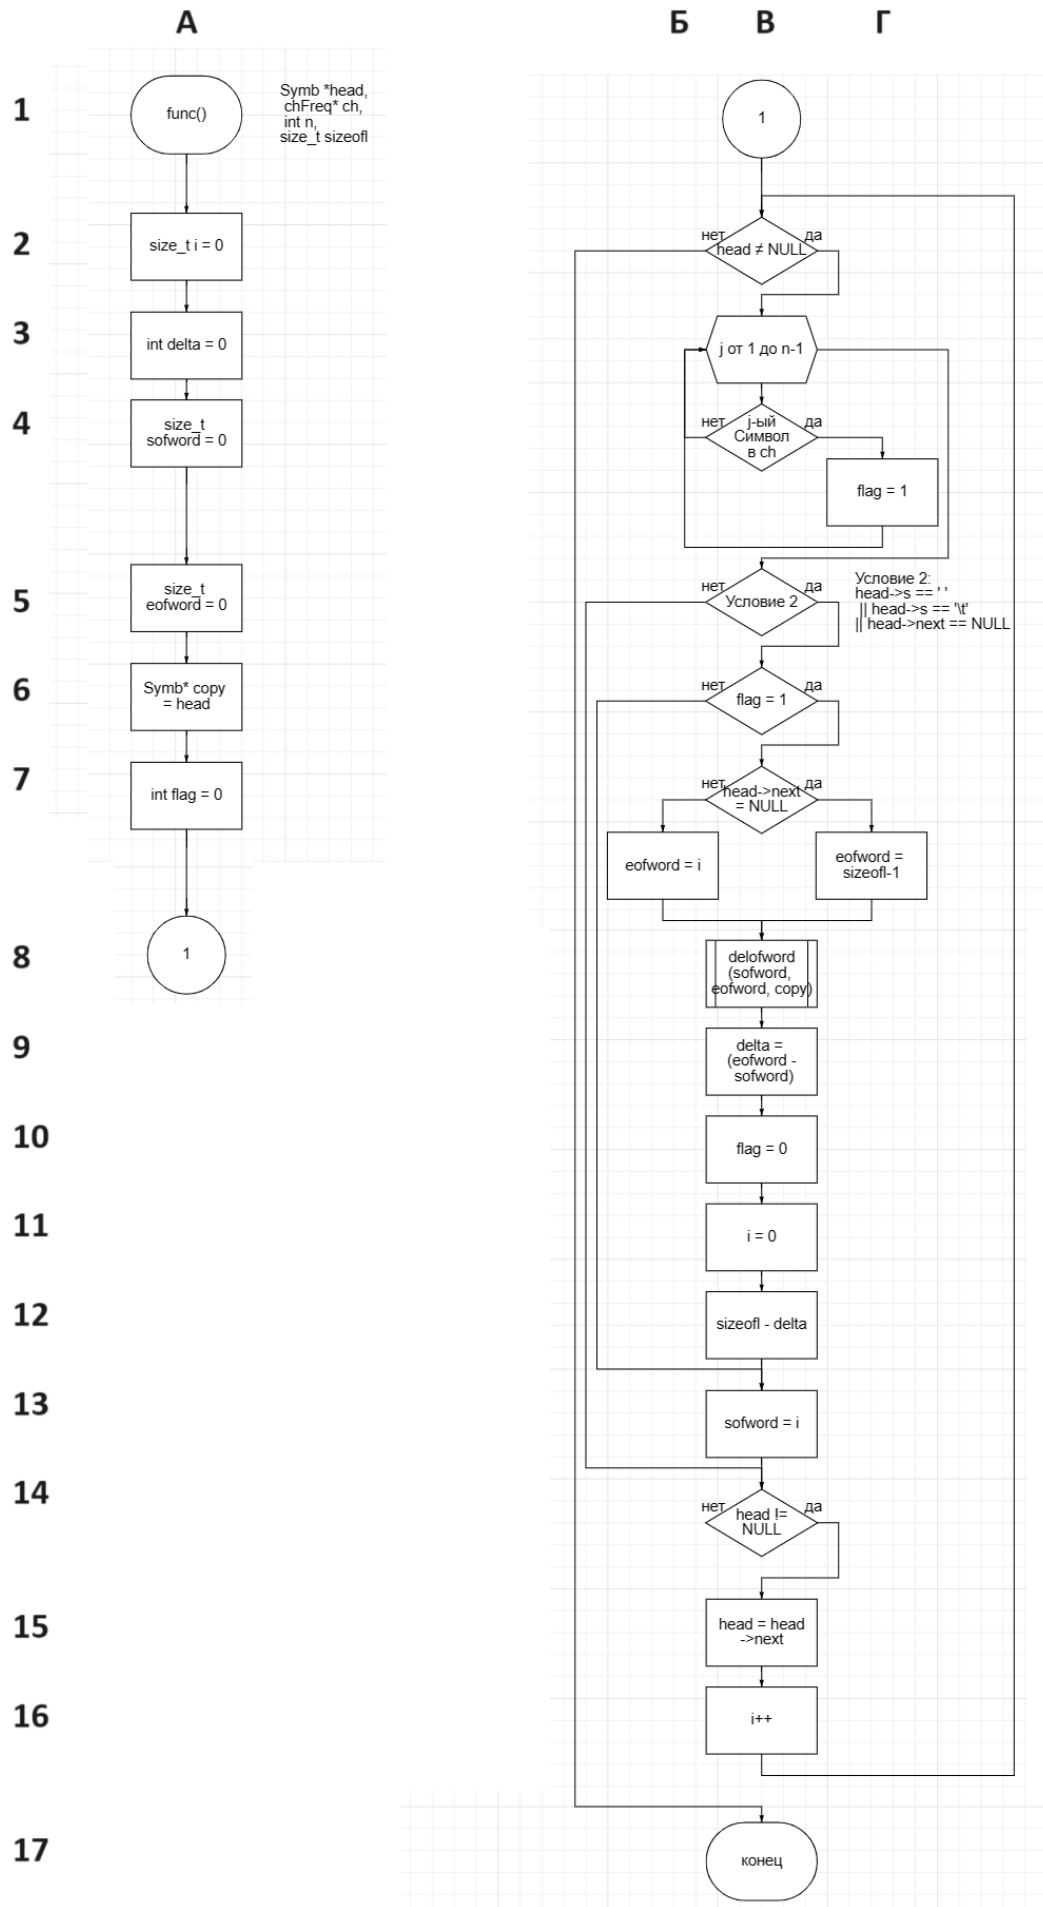 А
Б
В
Г
1
func()
Symb *head,
chFreq* ch,
int n,
size_t sizeofl
2
size_t i = 0
3
int delta = 0
4
size_t
sofword = 0
5
size_t
eofword = 0
6
Symb* copy
= head
7
int flag = 0
8
1
9
10
11
12
13
14
15
16
17
1
нет
да
head ≠ NULL
j от 1 до n-1
нет
да
j-ый
Символ
в ch
flag = 1
нет
да
Условие 2
Условие 2:
head->s == ' '
|| head->s == '\t'
|| head->next == NULL
нет
да
flag = 1
нет
да
head->next
= NULL
eofword = i
eofword =
sizeofl-1
delofword
(sofword,
eofword, copy)
delta =
(eofword -
sofword)
flag = 0
i = 0
sizeofl - delta
sofword = i
нет
да
head !=
NULL
head = head
->next
i++
конец